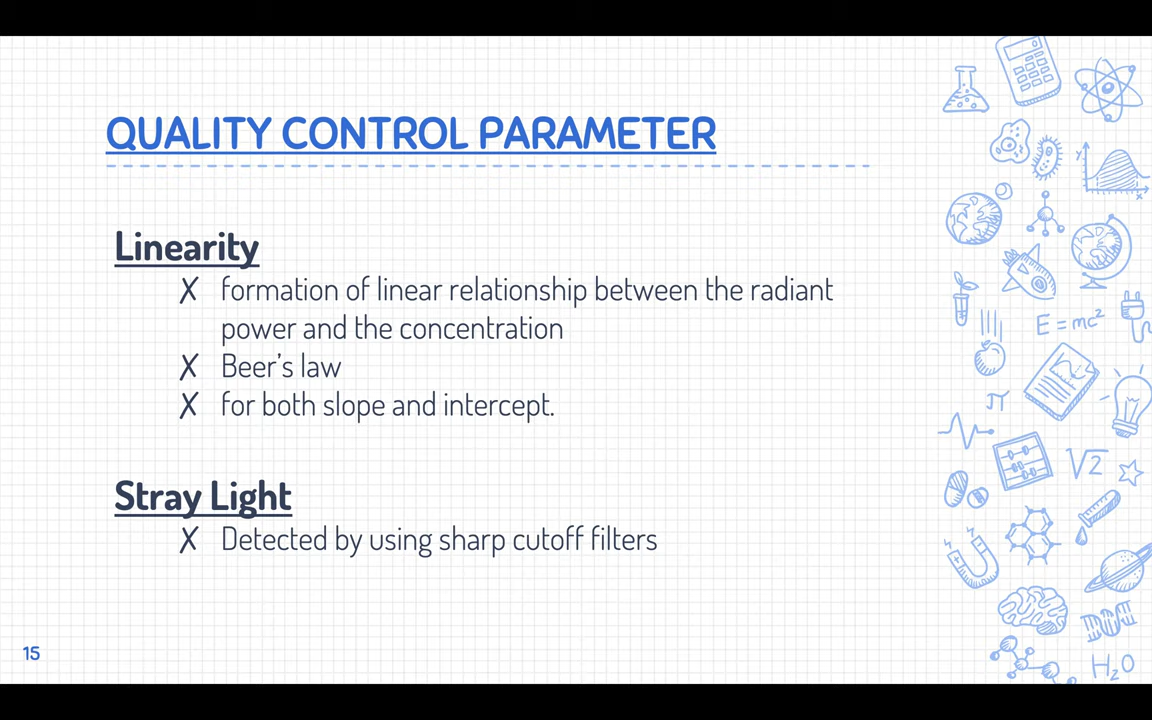 QUALITY CONTROL PARAMETER
Linearity
✗ formation of linear relationship between the radiant
power and the concentration
✗ Beer’s law
✗ for both slope and intercept.
Stray Light
✗ Detected by using sharp cutoff filters
15
y
x
E = mc²
π
√2
H₂O